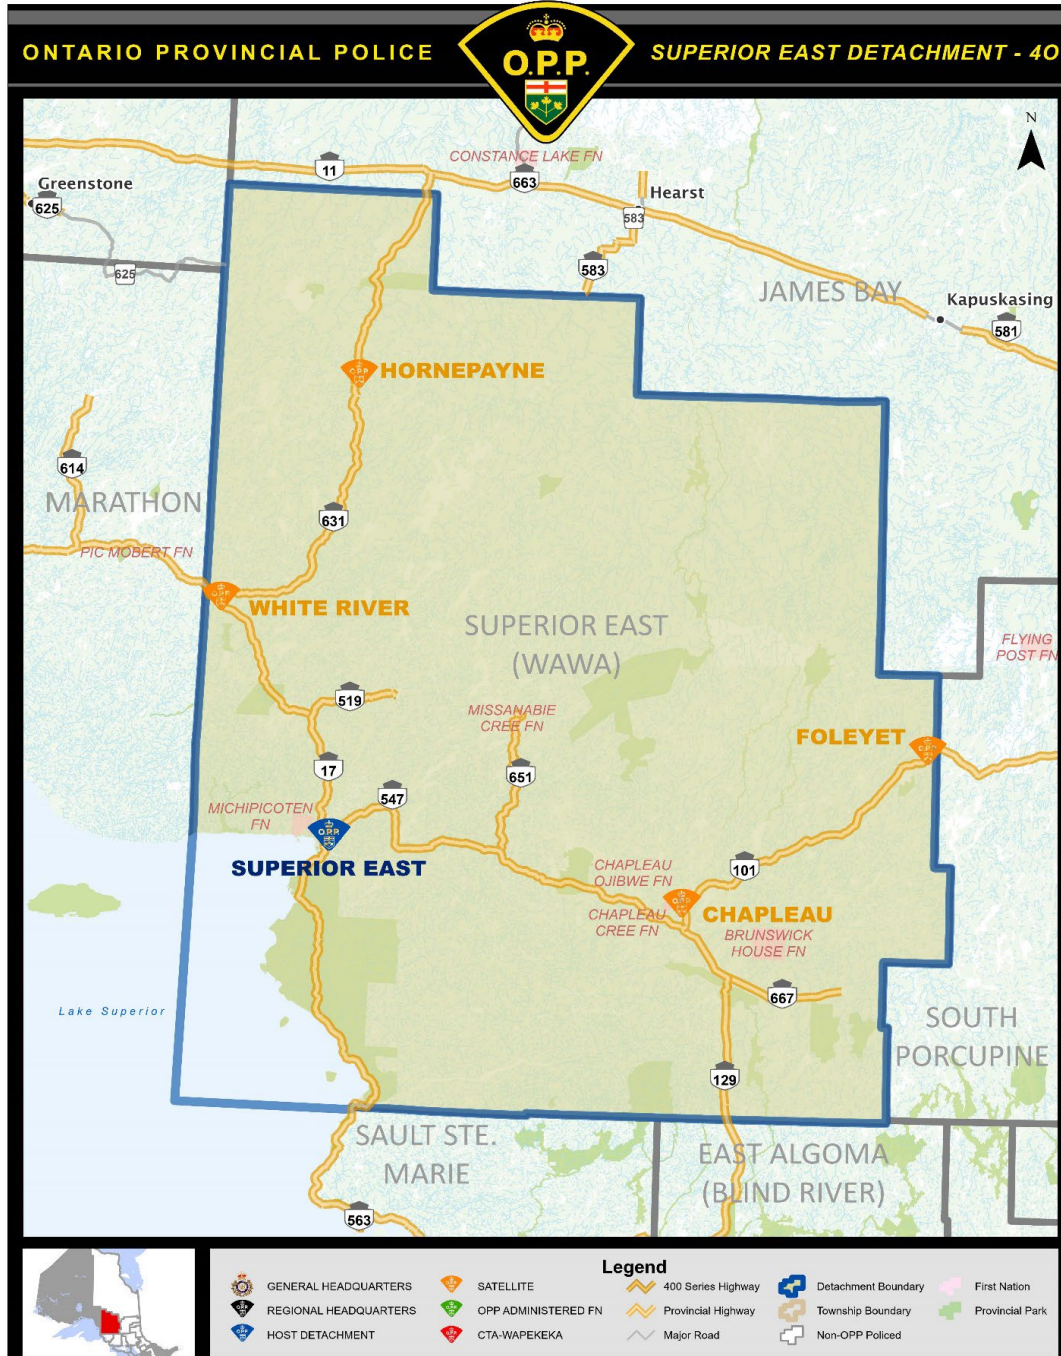 ONTARIO PROVINCIAL POLICE
O.P.P.
SUPERIOR EAST DETACHMENT - 4O
N
CONSTANCE LAKE FN
11
663
Greenstone
625
Hearst
583
583
625
JAMES BAY
Kapuskasing
581
HORNEPAYNE
614
MARATHON
631
PIC MOBERT FN
WHITE RIVER
SUPERIOR EAST
(WAWA)
FLYING
POST FN
519
MISSANABIE
CREE FN
FOLEYET
17
651
547
MICHIPICOTEN
FN
SUPERIOR EAST
CHAPLEAU
OJIBWE FN
101
CHAPLEAU
CREE FN
CHAPLEAU
BRUNSWICK
HOUSE FN
667
Lake Superior
SOUTH
PORCUPINE
129
SAULT STE.
MARIE
EAST ALGOMA
(BLIND RIVER)
563
Legend
GENERAL HEADQUARTERS
SATELLITE
400 Series Highway
Detachment Boundary
First Nation
REGIONAL HEADQUARTERS
OPP ADMINISTERED FN
Provincial Highway
Township Boundary
Provincial Park
HOST DETACHMENT
CTA-WAPEKEKA
Major Road
Non-OPP Policed